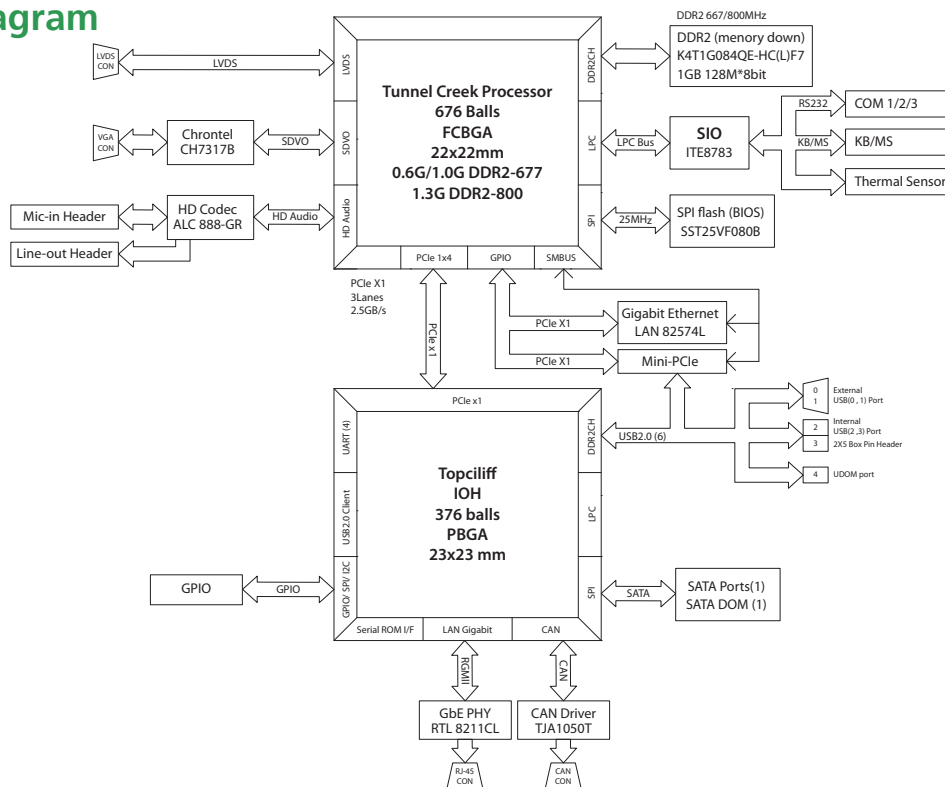 agram
DDR2 667/800MHz
LVDS
CON
LVDS
LVDS
DDR2CH
DDR2 (menory down)
K4T1G084QE-HC(L)F7
1GB 128M*8bit
Tunnel Creek Processor
676 Balls
FCBGA
22x22mm
0.6G/1.0G DDR2-677
1.3G DDR2-800
VGA
CON
Chrontel
CH7317B
SDVO
SDVO
LPC
LPC Bus
SIO
ITE8783
RS232
COM 1/2/3
KB/MS
KB/MS
Thermal Sensor
Mic-in Header
Line-out Header
HD Codec
ALC 888-GR
HD Audio
HD Audio
SPI
25MHz
SPI flash (BIOS)
SST25VF080B
PCIe 1x4
GPIO
SMBUS
PCIe X1
3Lanes
2.5GB/s
PCIe x1
PCIe X1
Gigabit Ethernet
LAN 82574L
PCIe X1
Mini-PCIe
PCIe x1
UART (4)
USB2.0 Client
GPIO/ SPI/ I2C
DDR2CH
LPC
SPI
Topciliff
IOH
376 balls
PBGA
23x23 mm
USB2.0 (6)
0
1
External
USB(0 , 1) Port
2
3
Internal
USB(2 ,3) Port
2X5 Box Pin Header
4
UDOM port
GPIO
GPIO
SATA
SATA Ports(1)
SATA DOM (1)
Serial ROM I/F
LAN Gigabit
CAN
RGMII
CAN
GbE PHY
RTL 8211CL
CAN Driver
TJA1050T
RJ-45
CON
CAN
CON